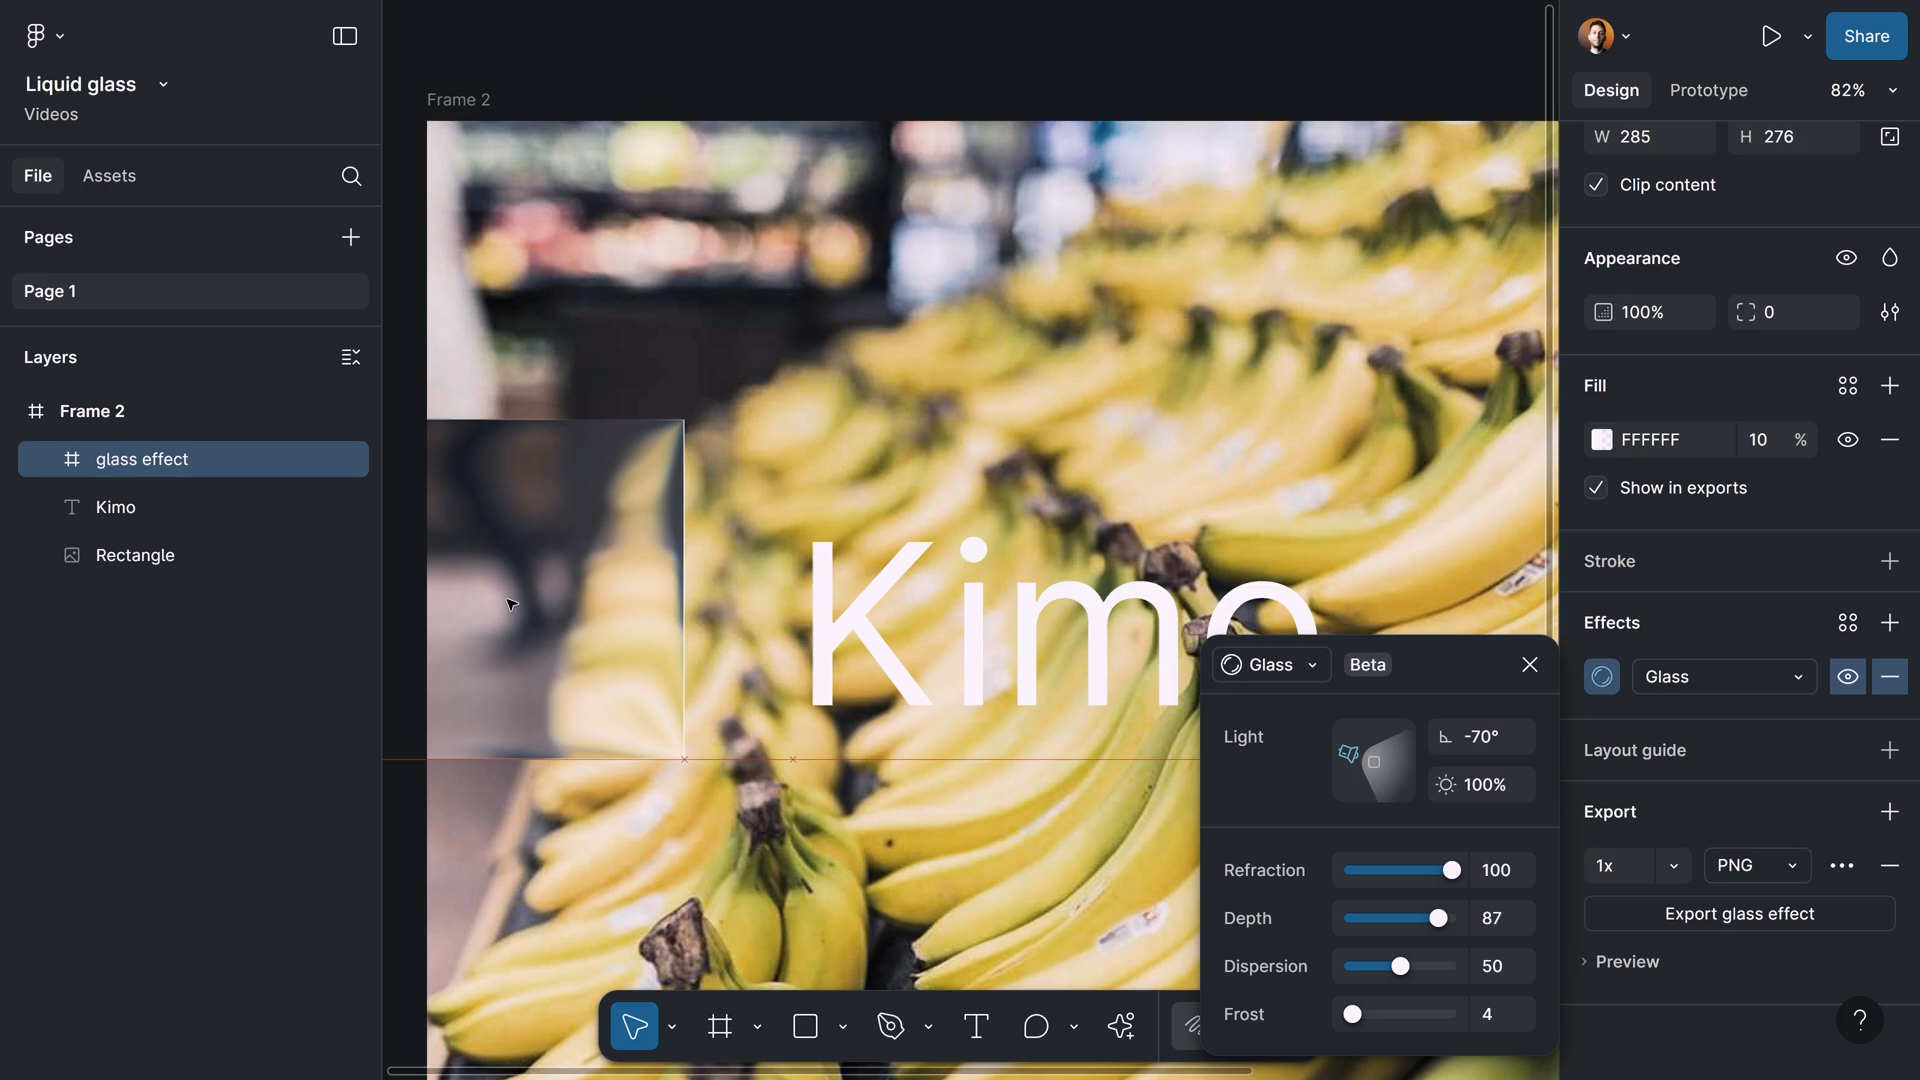 Liquid glass
Videos
File
Assets
Pages
Page 1
Layers
Frame 2
glass effect
Kimo
Rectangle
Frame 2
Kimo
Glass
Beta
Light
-70°
100%
Refraction
100
Depth
87
Dispersion
50
Frost
4
Share
Design
Prototype
82%
W 285
H 276
Clip content
Appearance
100%
0
Fill
FFFFFF
10
%
Show in exports
Stroke
Effects
Glass
Layout guide
Export
1x
PNG
Export glass effect
Preview
?